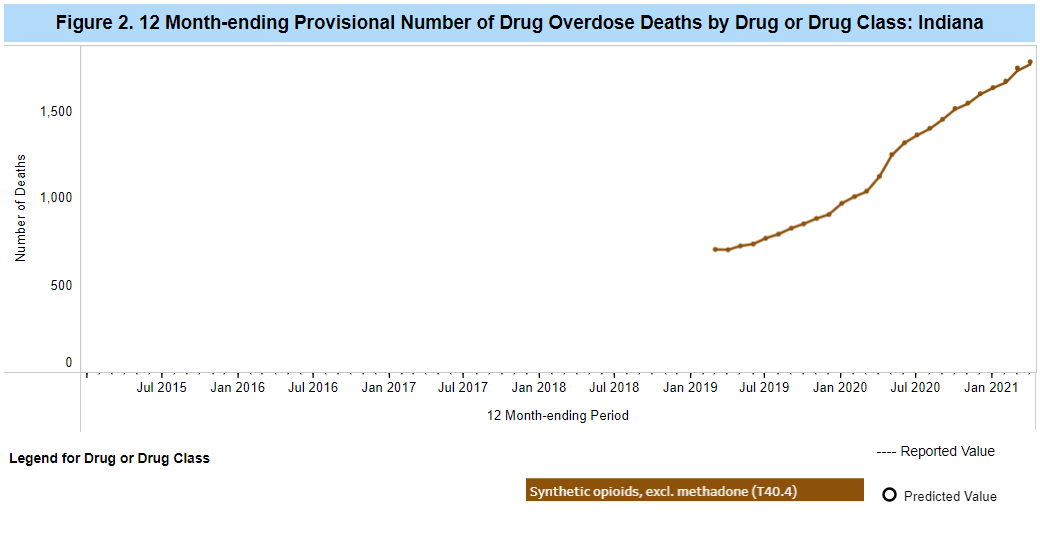 Figure 2. 12 Month-ending Provisional Number of Drug Overdose Deaths by Drug or Drug Class: Indiana
1,500
1,000
500
0
Number of Deaths
Jul 2015 Jan 2016 Jul 2016 Jan 2017 Jul 2017 Jan 2018 Jul 2018 Jan 2019 Jul 2019 Jan 2020 Jul 2020 Jan 2021
12 Month-ending Period
Legend for Drug or Drug Class
---- Reported Value
Synthetic opioids, excl. methadone (T40.4)
Predicted Value